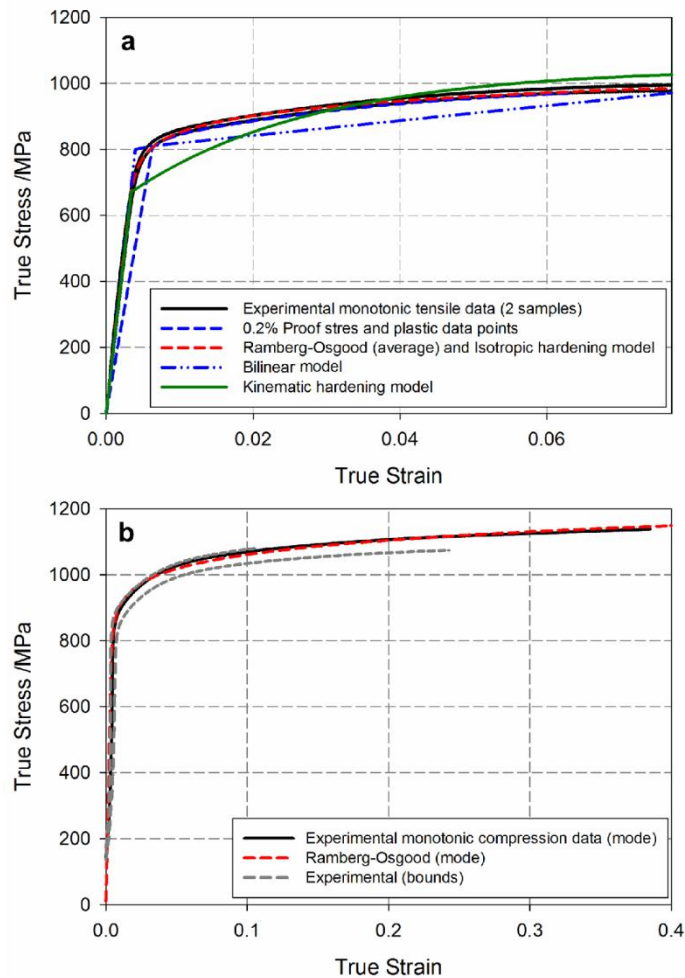 a
1200
1000
800
600
400
200
0
True Stress /MPa
Experimental monotonic tensile data (2 samples)
0.2% Proof stres and plastic data points
Ramberg-Osgood (average) and Isotropic hardening model
Bilinear model
Kinematic hardening model
0.00 0.02 0.04 0.06
True Strain
b
1200
1000
800
600
400
200
0
True Stress /MPa
Experimental monotonic compression data (mode)
Ramberg-Osgood (mode)
Experimental (bounds)
0.0 0.1 0.2 0.3 0.4
True Strain